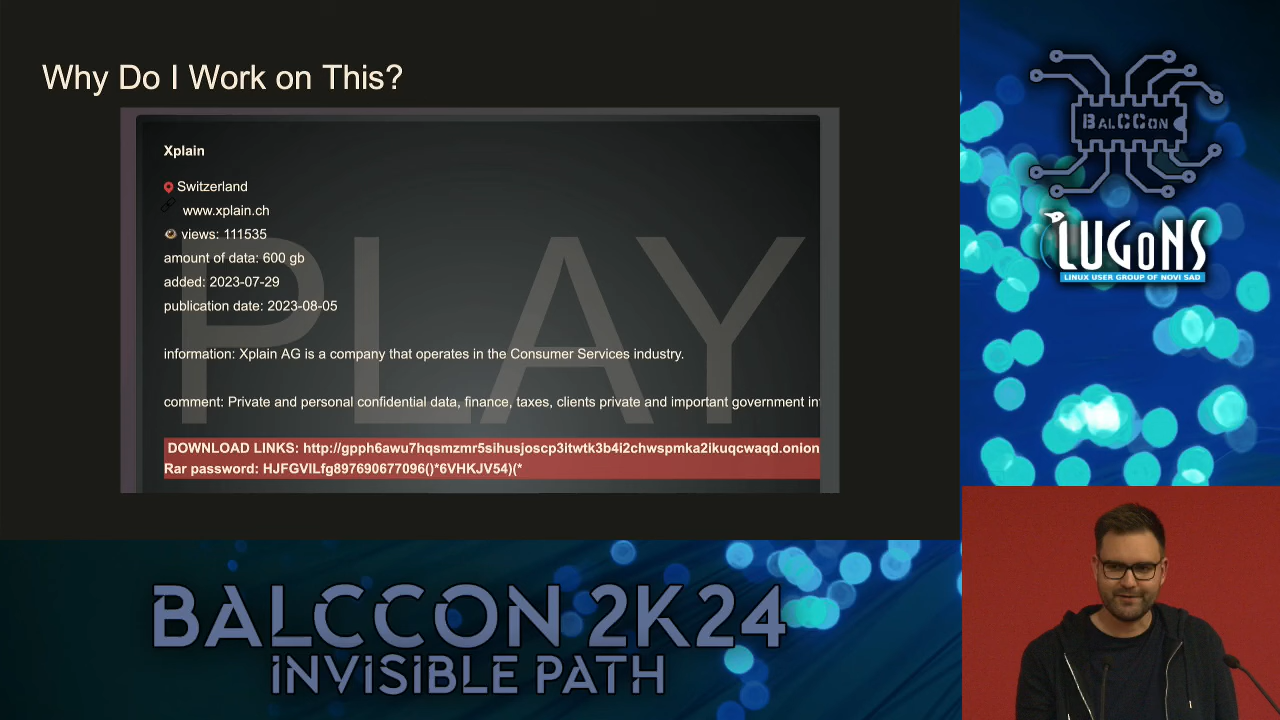 Why Do I Work on This?
PLAY
Xplain
Switzerland
www.xplain.ch
views: 111535
amount of data: 600 gb
added: 2023-07-29
publication date: 2023-08-05
information: Xplain AG is a company that operates in the Consumer Services industry.
comment: Private and personal confidential data, finance, taxes, clients private and important government in
DOWNLOAD LINKS: http://gpph6awu7hqsmzmr5sihusjoscp3itwtk3b4i2chwspmka2ikuqcwaqd.onion
Rar password: HJFGVILfg897690677096()*6VHKJV54)(*
BALCCON
LUGONS
LINUX USER GROUP OF NOVI SAD
BALCCON 2K24
INVISIBLE PATH